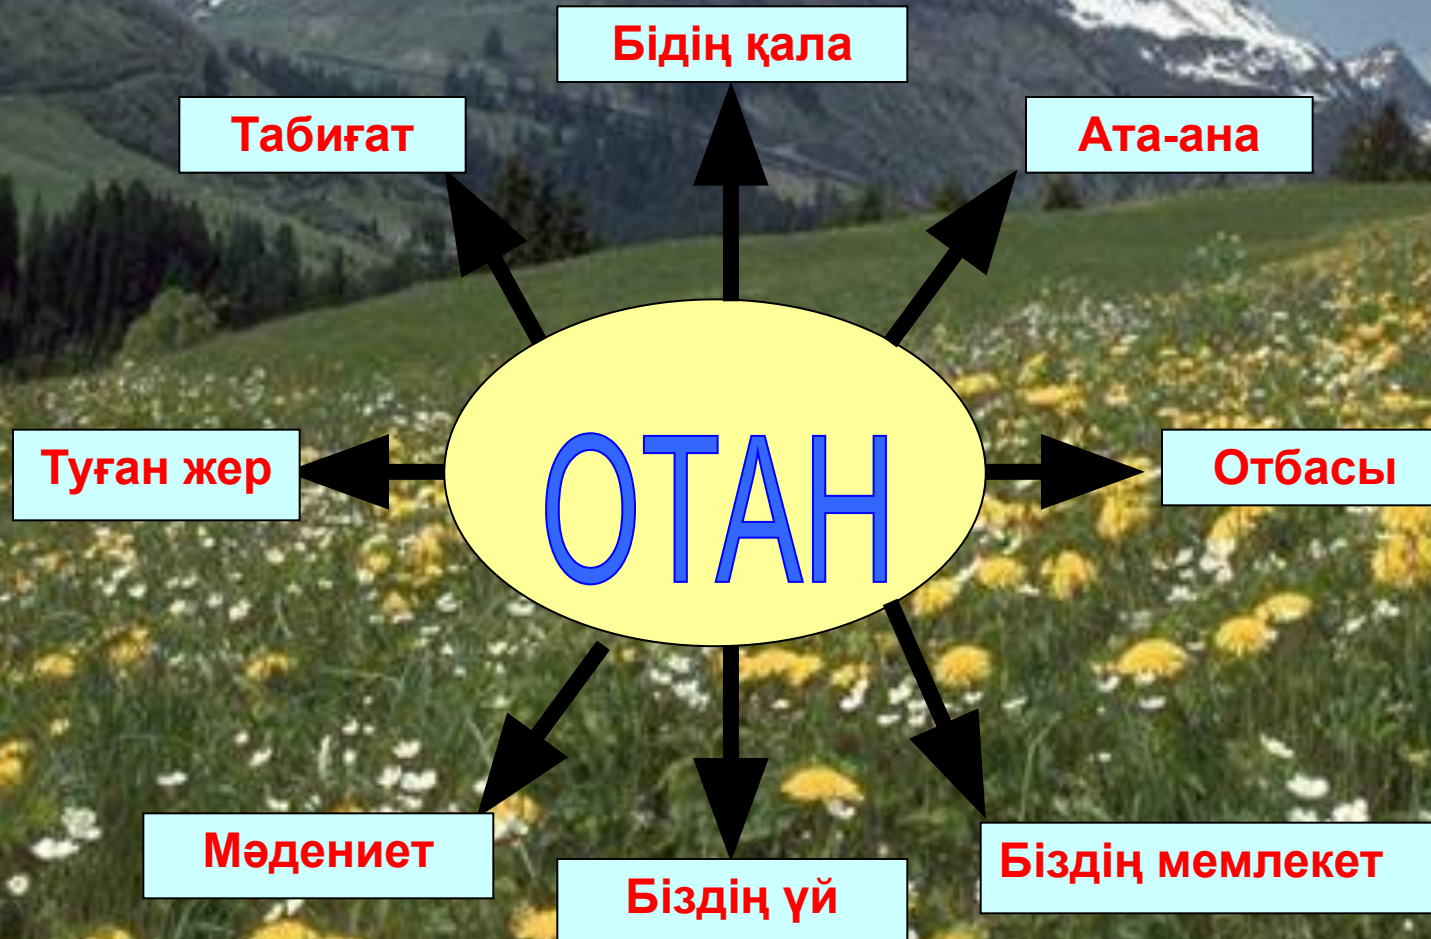 Бідің қала
Табиғат
Ата-ана
Туған жер
ОТАН
Отбасы
Мәдениет
Біздің үй
Біздің мемлекет